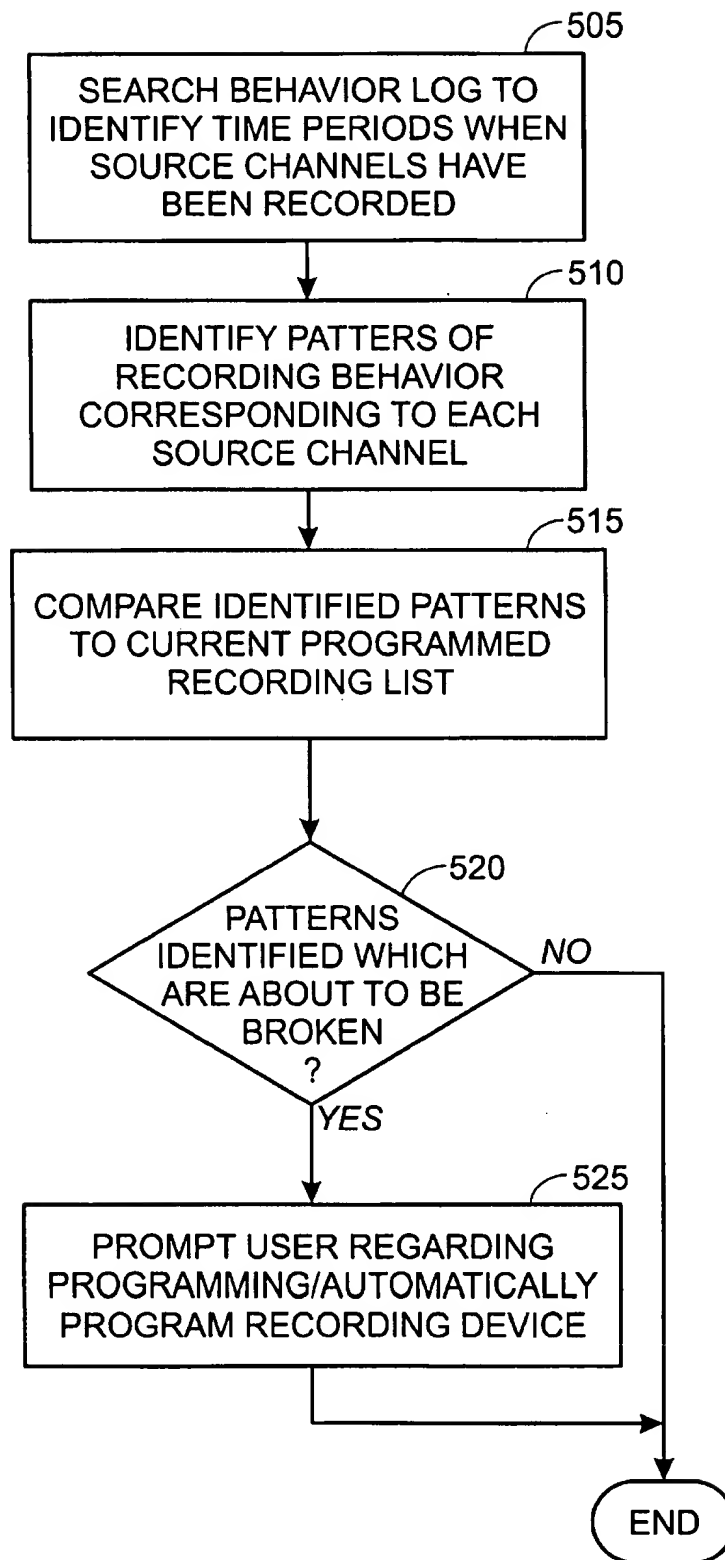 505
SEARCH BEHAVIOR LOG TO
IDENTIFY TIME PERIODS WHEN
SOURCE CHANNELS HAVE
BEEN RECORDED
510
IDENTIFY PATTERS OF
RECORDING BEHAVIOR
CORRESPONDING TO EACH
SOURCE CHANNEL
515
COMPARE IDENTIFIED PATTERNS
TO CURRENT PROGRAMMED
RECORDING LIST
520
PATTERNS
IDENTIFIED WHICH
ARE ABOUT TO BE
BROKEN
?
NO
YES
525
PROMPT USER REGARDING
PROGRAMMING/AUTOMATICALLY
PROGRAM RECORDING DEVICE
END